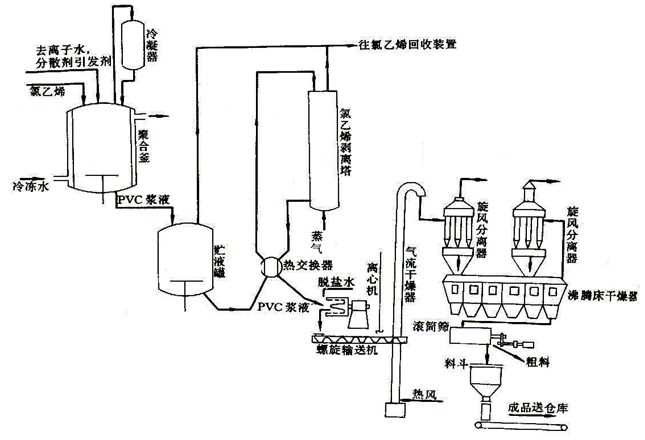 去离子水，
分散剂引发剂
氯乙烯
冷凝器
聚合釜
冷冻水
PVC 浆液
贮液罐
往氯乙烯回收装置
氯乙烯剥离塔
蒸气
热交换器
PVC 浆液
脱盐水
离心机
螺旋输送机
气流干燥器
热风
旋风分离器
旋风分离器
沸腾床干燥器
滚筒筛
粗料
料斗
成品送仓库